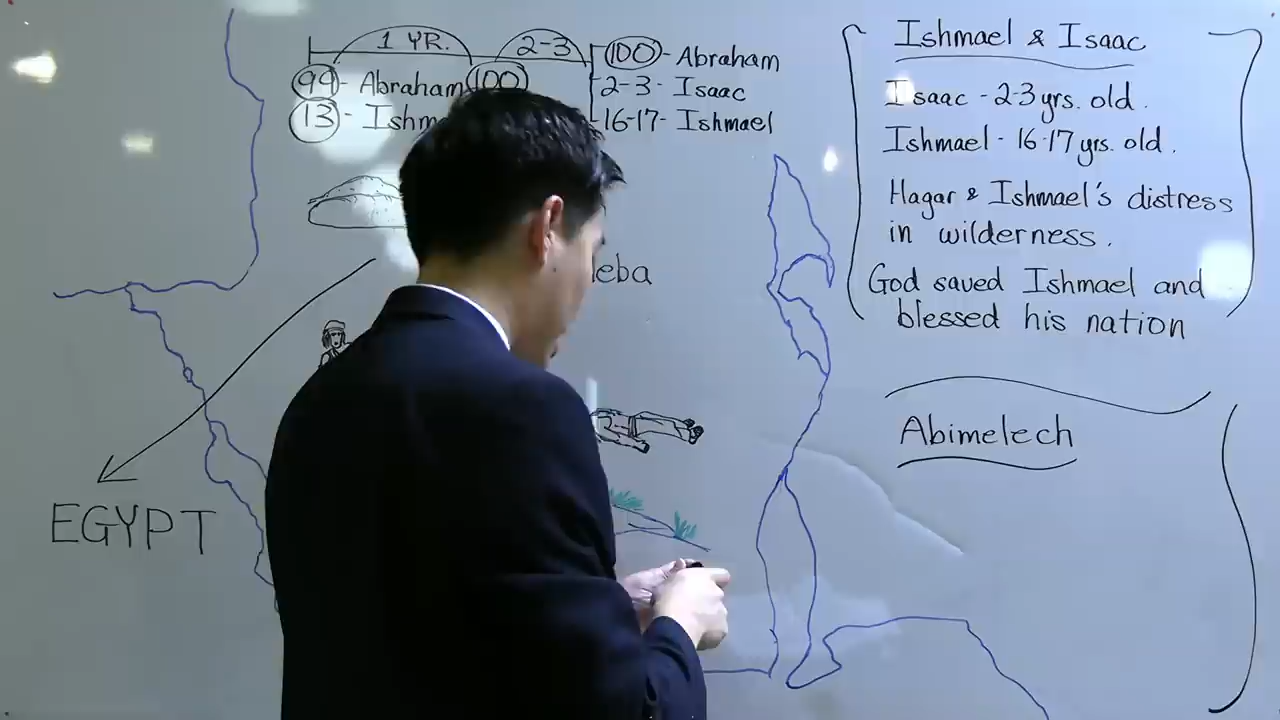 1 YR. 2-3
99 - Abraham 100
13 -
100 - Abraham
2-3 - Isaac
16-17 - Ishmael
EGYPT
Ishmael & Isaac
Isaac - 2-3 yrs. old.
Ishmael - 16-17 yrs. old.
Hagar & Ishmael's distress
in wilderness.
God saved Ishmael and
blessed his nation
Abimelech